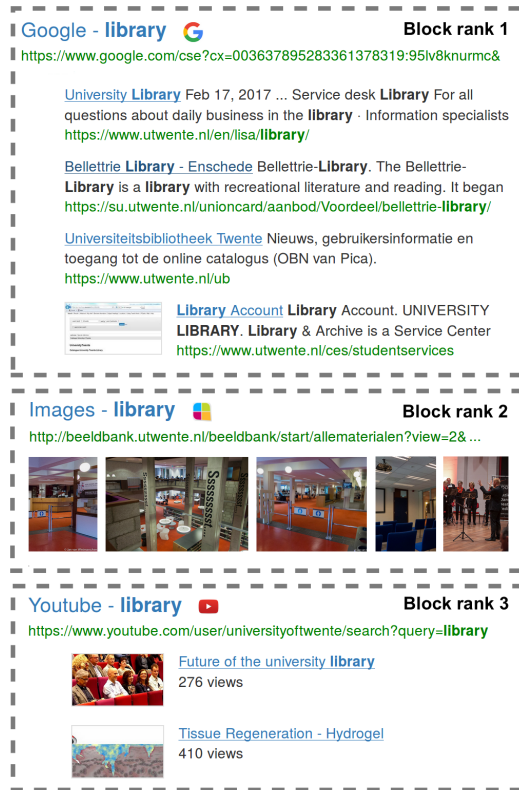 Google - library
Block rank 1
https://www.google.com/cse?cx=003637895283361378319:95lv8knurmc&
University Library Feb 17, 2017 ... Service desk Library For all
questions about daily business in the library · Information specialists
https://www.utwente.nl/en/lisa/library/
Bellettrie Library - Enschede Bellettrie-Library. The Bellettrie-
Library is a library with recreational literature and reading. It began
https://su.utwente.nl/unioncard/aanbod/Voordeel/bellettrie-library/
Universiteitsbibliotheek Twente Nieuws, gebruikersinformatie en
toegang tot de online catalogus (OBN van Pica).
https://www.utwente.nl/ub
Library Account Library Account. UNIVERSITY
LIBRARY. Library & Archive is a Service Center
https://www.utwente.nl/ces/studentservices
Images - library
Block rank 2
http://beeldbank.utwente.nl/beeldbank/start/allematerialen?view=2& ...
Youtube - library
Block rank 3
https://www.youtube.com/user/universityoftwente/search?query=library
Future of the university library
276 views
Tissue Regeneration - Hydrogel
410 views